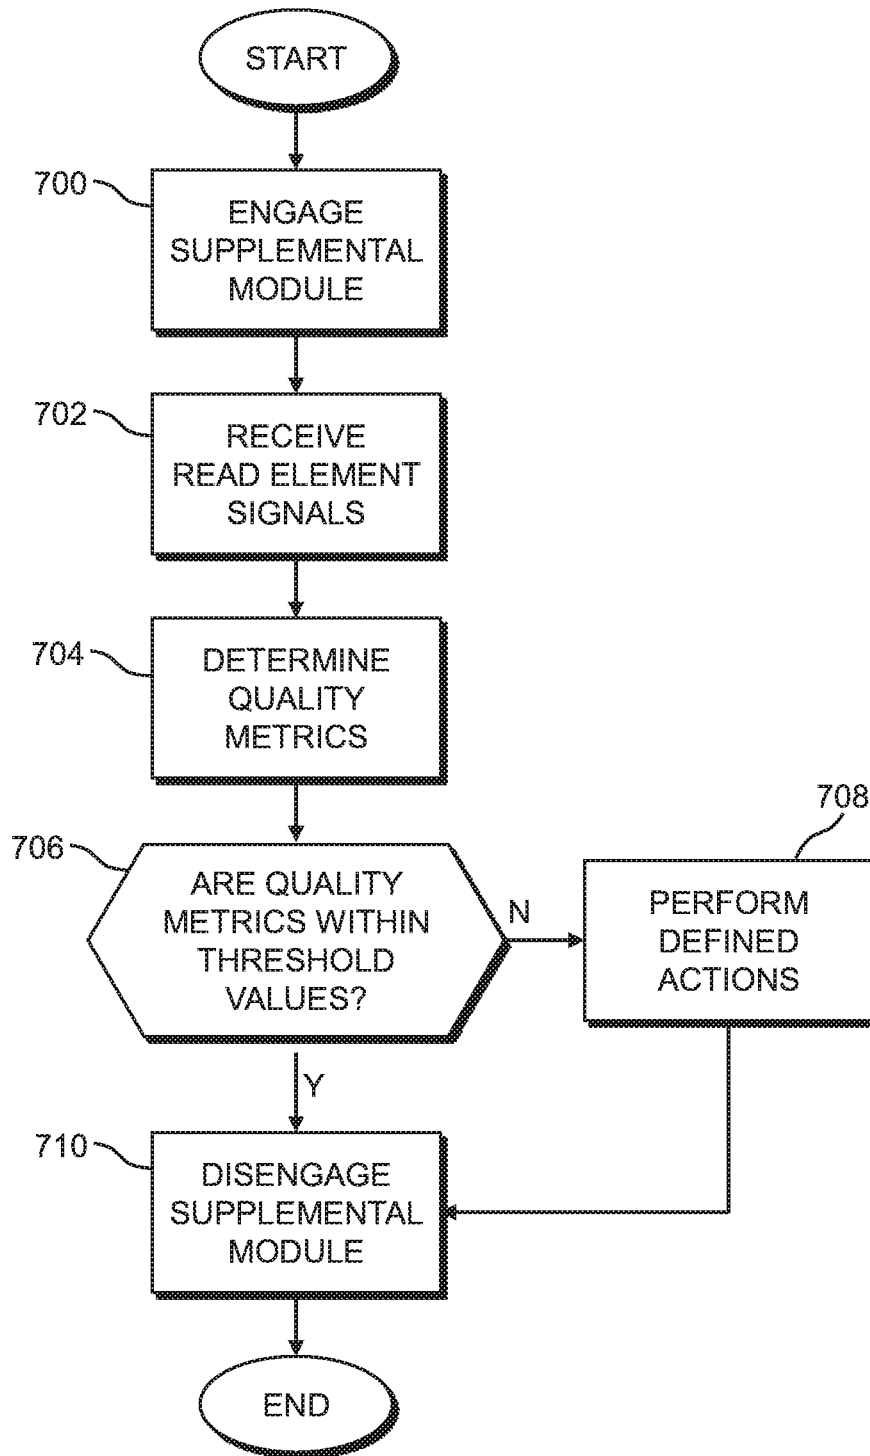 START
700
ENGAGE
SUPPLEMENTAL
MODULE
702
RECEIVE
READ ELEMENT
SIGNALS
704
DETERMINE
QUALITY
METRICS
706
ARE QUALITY
METRICS WITHIN
THRESHOLD
VALUES?
N
708
PERFORM
DEFINED
ACTIONS
Y
710
DISENGAGE
SUPPLEMENTAL
MODULE
END